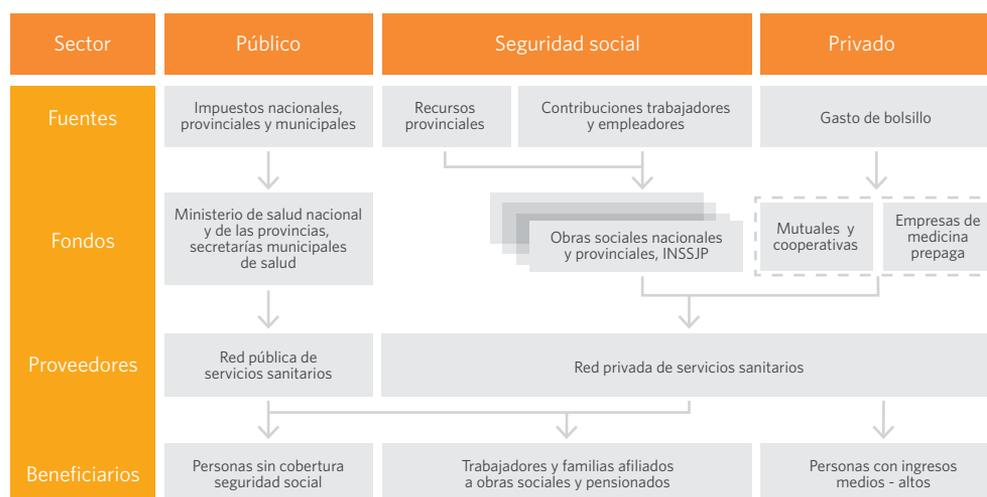 Sector
Público
Seguridad social
Privado
Fuentes
Impuestos nacionales,
provinciales y municipales
Recursos
provinciales
Contribuciones trabajadores
y empleadores
Gasto de bolsillo
Fondos
Ministerio de salud nacional
y de las provincias,
secretarías municipales
de salud
Obras sociales nacionales
y provinciales, INSSJP
Mutuales y
cooperativas
Empresas de
medicina
prepaga
Proveedores
Red pública de
servicios sanitarios
Red privada de servicios sanitarios
Beneficiarios
Personas sin cobertura
seguridad social
Trabajadores y familias afiliados
a obras sociales y pensionados
Personas con ingresos
medios - altos